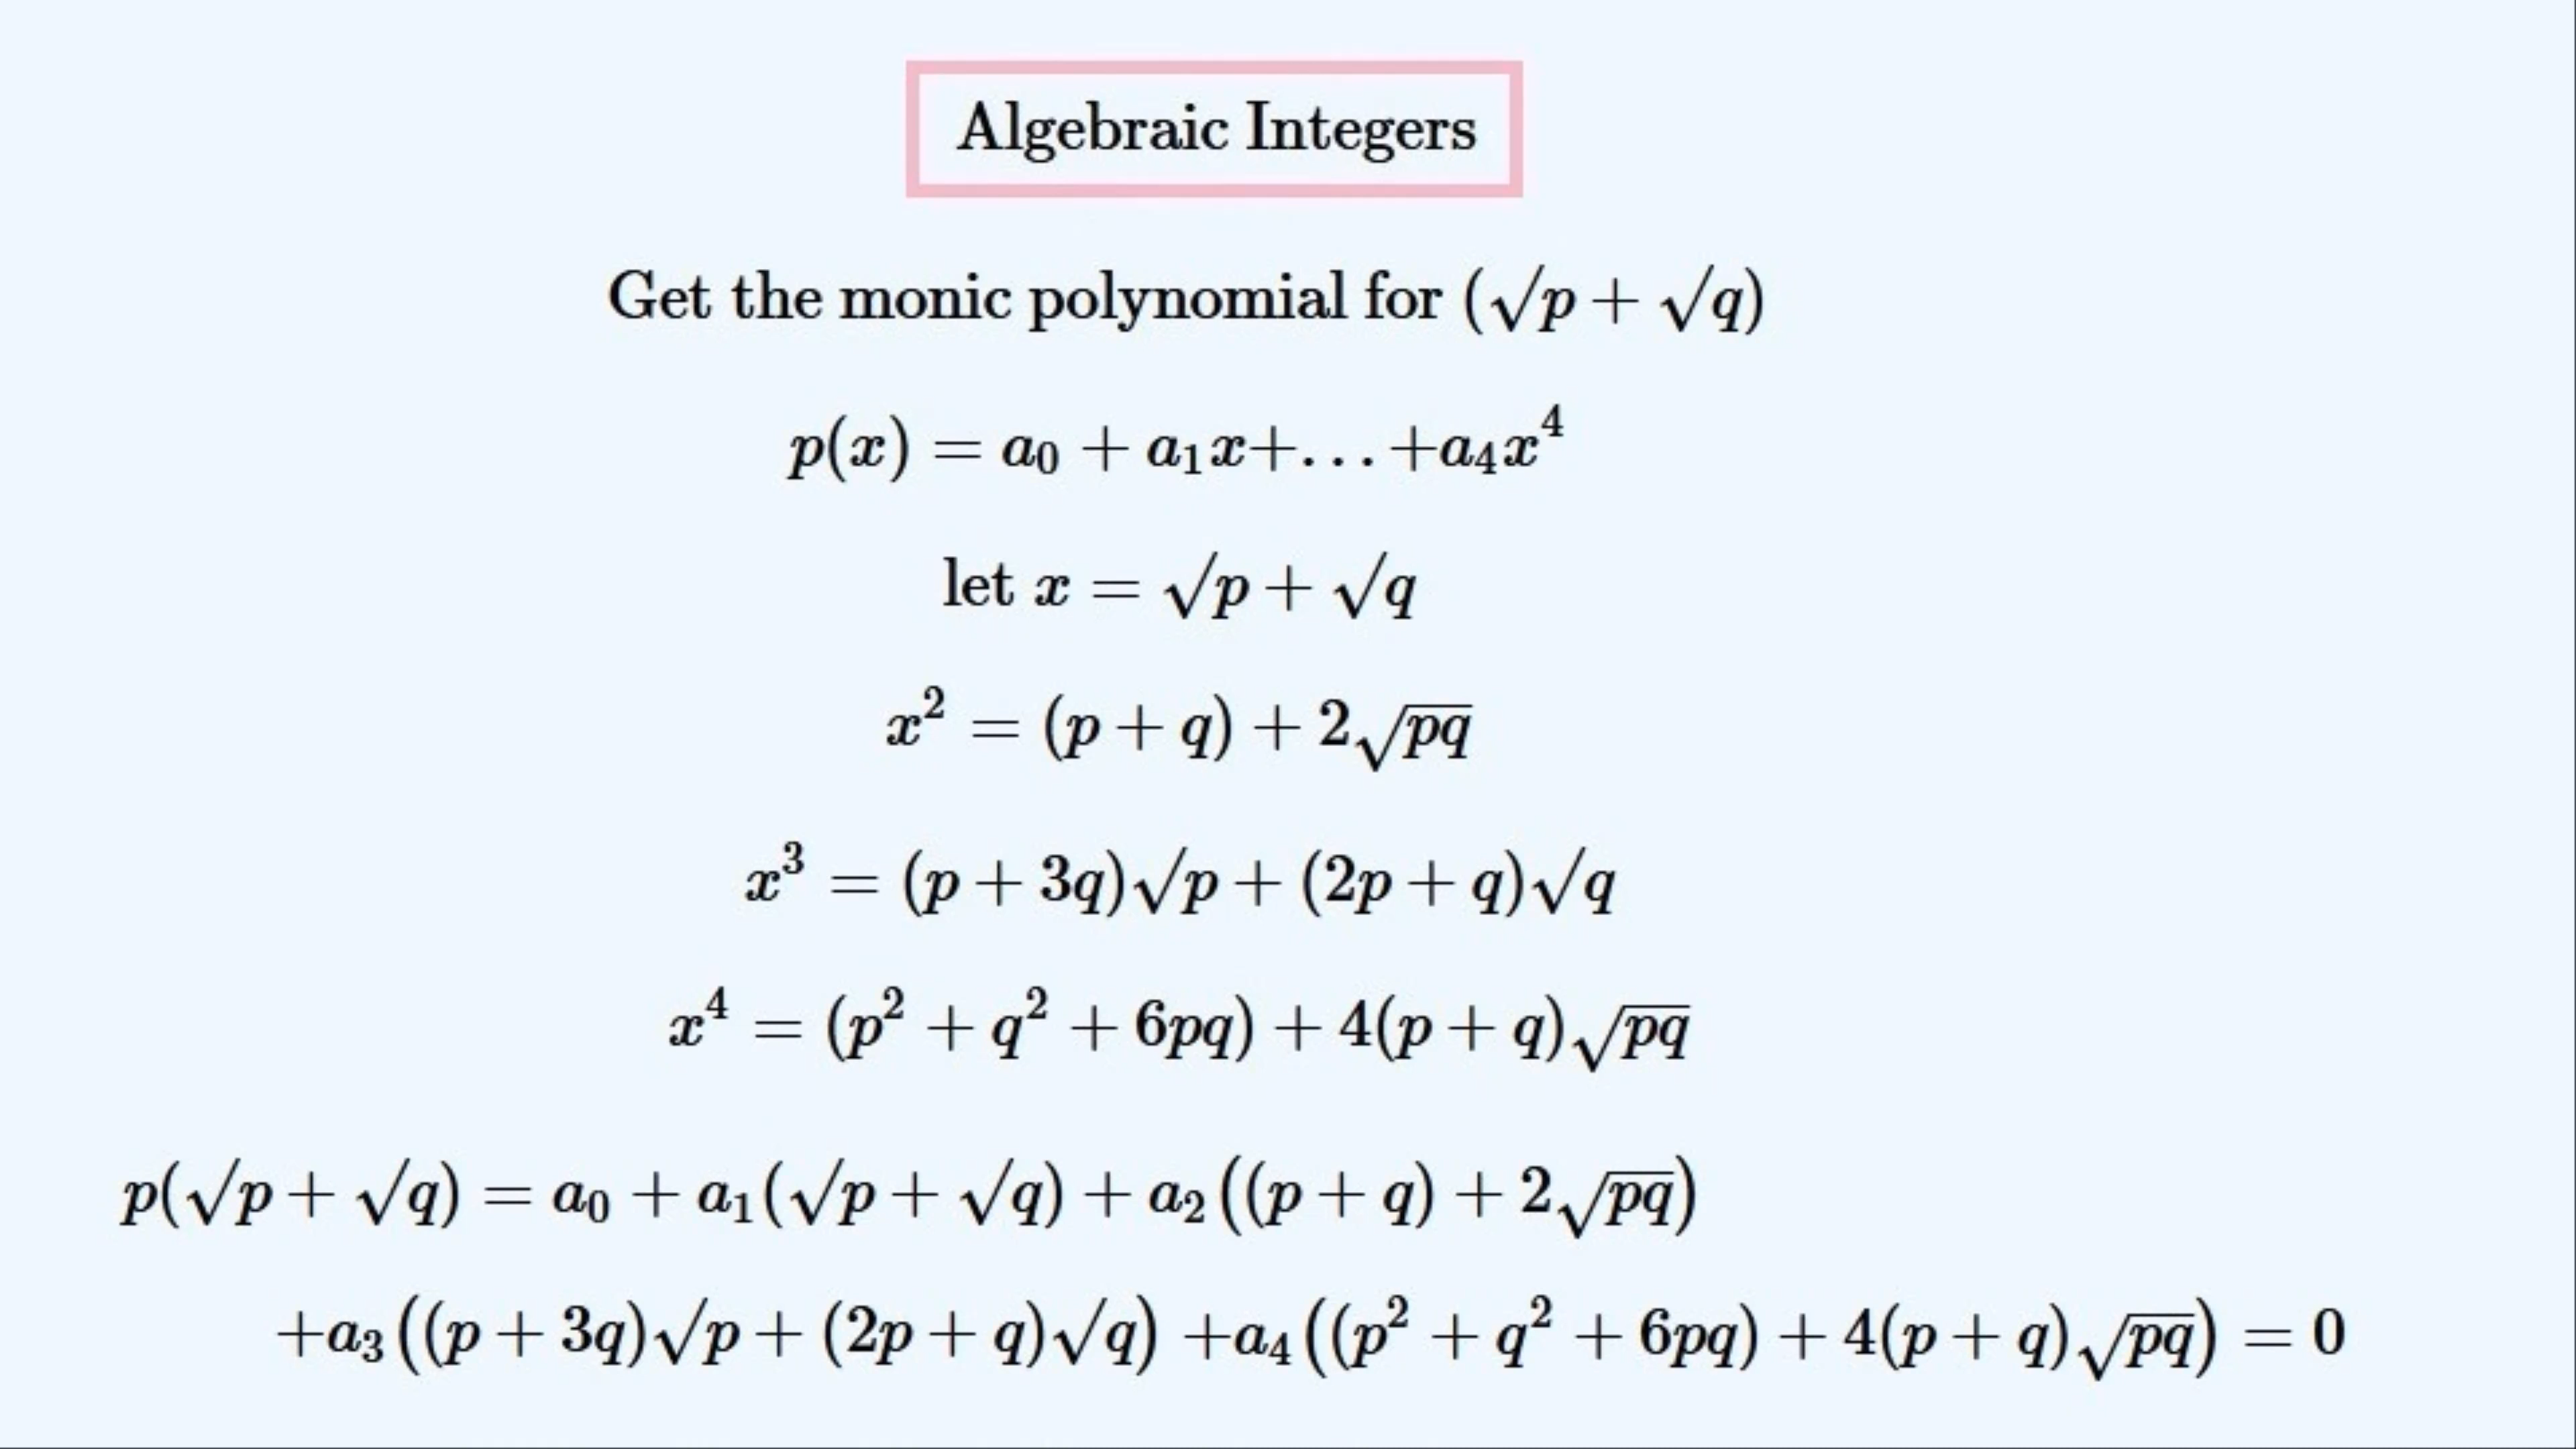 Algebraic Integers
Get the monic polynomial for (√p + √q)
p(x) = a₀ + a₁x+...+a₄x⁴
let x = √p + √q
x² = (p + q) + 2√pq
x³ = (p + 3q)√p + (2p + q)√q
x⁴ = (p² + q² + 6pq) + 4(p + q)√pq
p(√p + √q) = a₀ + a₁(√p + √q) + a₂((p + q) + 2√pq)
+a₃((p + 3q)√p + (2p + q)√q) +a₄((p² + q² + 6pq) + 4(p + q)√pq) = 0